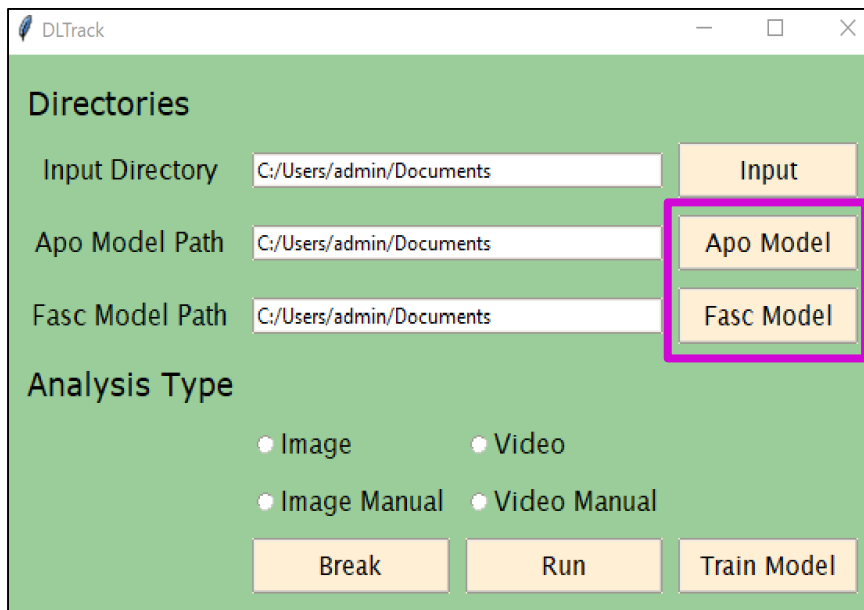 DLTrack
Directories
Input Directory C:/Users/admin/Documents Input
Apo Model Path C:/Users/admin/Documents Apo Model
Fasc Model Path C:/Users/admin/Documents Fasc Model
Analysis Type
Image Video
Image Manual Video Manual
Break Run Train Model